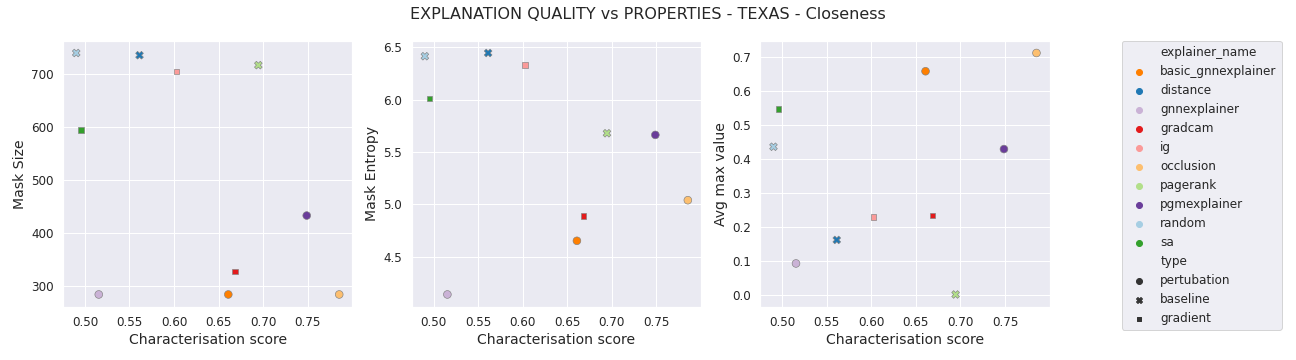 EXPLANATION QUALITY vs PROPERTIES - TEXAS - Closeness
Mask Size
700
600
500
400
300
0.50 0.55 0.60 0.65 0.70 0.75
Characterisation score
Mask Entropy
6.5
6.0
5.5
5.0
4.5
0.50 0.55 0.60 0.65 0.70 0.75
Characterisation score
Avg max value
0.7
0.6
0.5
0.4
0.3
0.2
0.1
0.0
0.50 0.55 0.60 0.65 0.70 0.75
Characterisation score
explainer_name
basic_gnnexplainer
distance
gnnexplainer
gradcam
ig
occlusion
pagerank
pgmexplainer
random
sa
type
pertubation
baseline
gradient